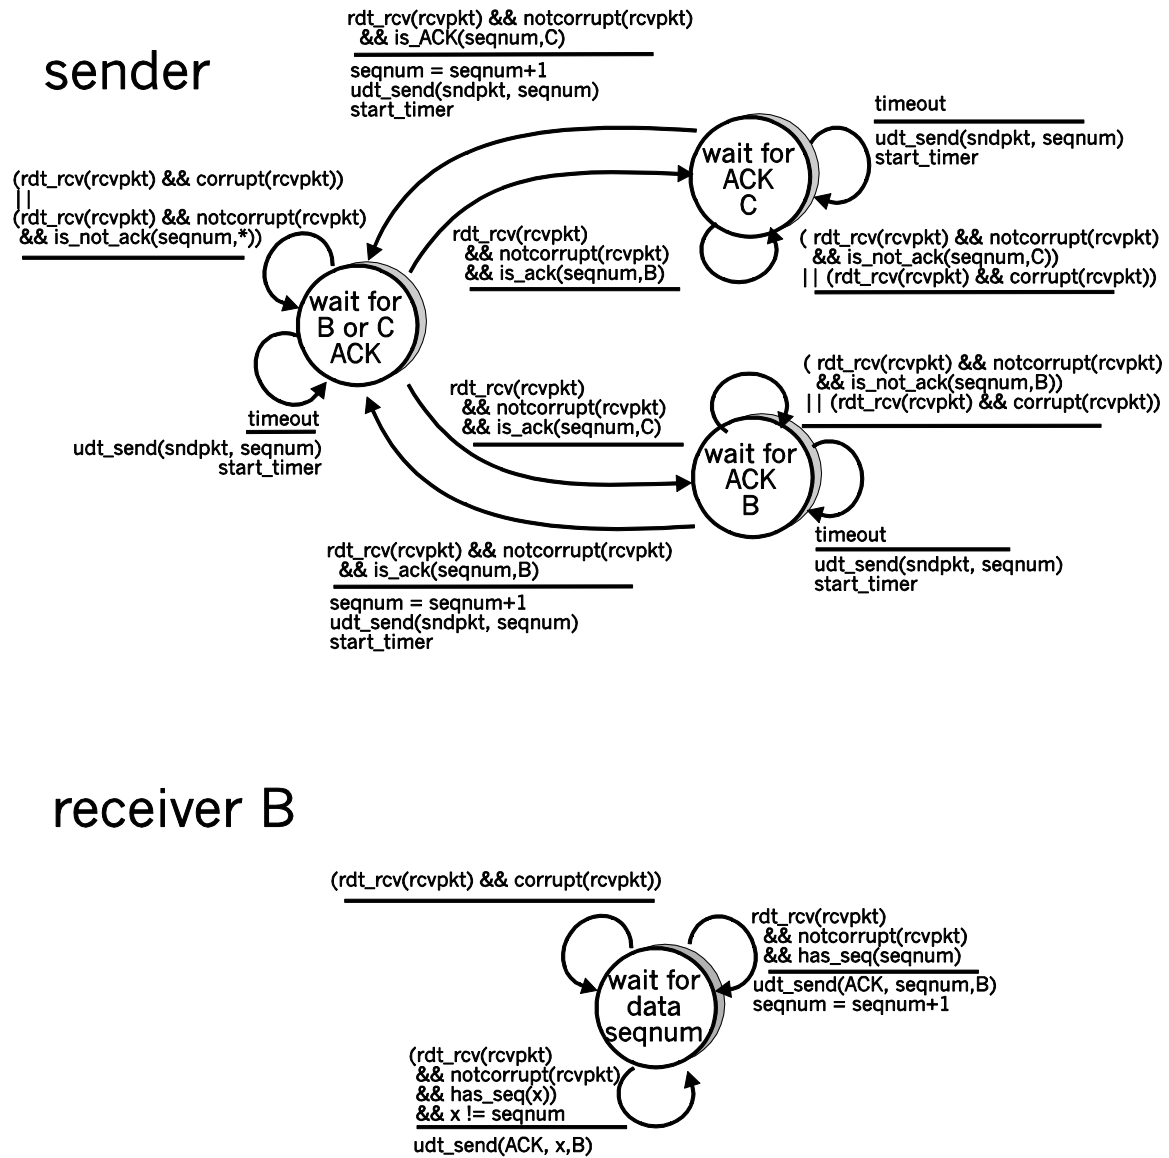 sender
rdt_rcv(rcvpkt) && notcorrupt(rcvpkt)
&& is_ACK(seqnum,C)
seqnum = seqnum+1
udt_send(sndpkt, seqnum)
start_timer
timeout
udt_send(sndpkt, seqnum)
start_timer
wait for
ACK
C
(rdt_rcv(rcvpkt) && corrupt(rcvpkt))
||
(rdt_rcv(rcvpkt) && notcorrupt(rcvpkt)
&& is_not_ack(seqnum,*))
rdt_rcv(rcvpkt)
&& notcorrupt(rcvpkt)
&& is_ack(seqnum,B)
( rdt_rcv(rcvpkt) && notcorrupt(rcvpkt)
&& is_not_ack(seqnum,C))
|| (rdt_rcv(rcvpkt) && corrupt(rcvpkt))
wait for
B or C
ACK
timeout
udt_send(sndpkt, seqnum)
start_timer
rdt_rcv(rcvpkt)
&& notcorrupt(rcvpkt)
&& is_ack(seqnum,C)
( rdt_rcv(rcvpkt) && notcorrupt(rcvpkt)
&& is_not_ack(seqnum,B))
|| (rdt_rcv(rcvpkt) && corrupt(rcvpkt))
wait for
ACK
B
timeout
udt_send(sndpkt, seqnum)
start_timer
rdt_rcv(rcvpkt) && notcorrupt(rcvpkt)
&& is_ack(seqnum,B)
seqnum = seqnum+1
udt_send(sndpkt, seqnum)
start_timer
receiver B
(rdt_rcv(rcvpkt) && corrupt(rcvpkt))
rdt_rcv(rcvpkt)
&& notcorrupt(rcvpkt)
&& has_seq(seqnum)
udt_send(ACK, seqnum,B)
seqnum = seqnum+1
wait for
data
seqnum
(rdt_rcv(rcvpkt)
&& notcorrupt(rcvpkt)
&& has_seq(x))
&& x != seqnum
udt_send(ACK, x,B)